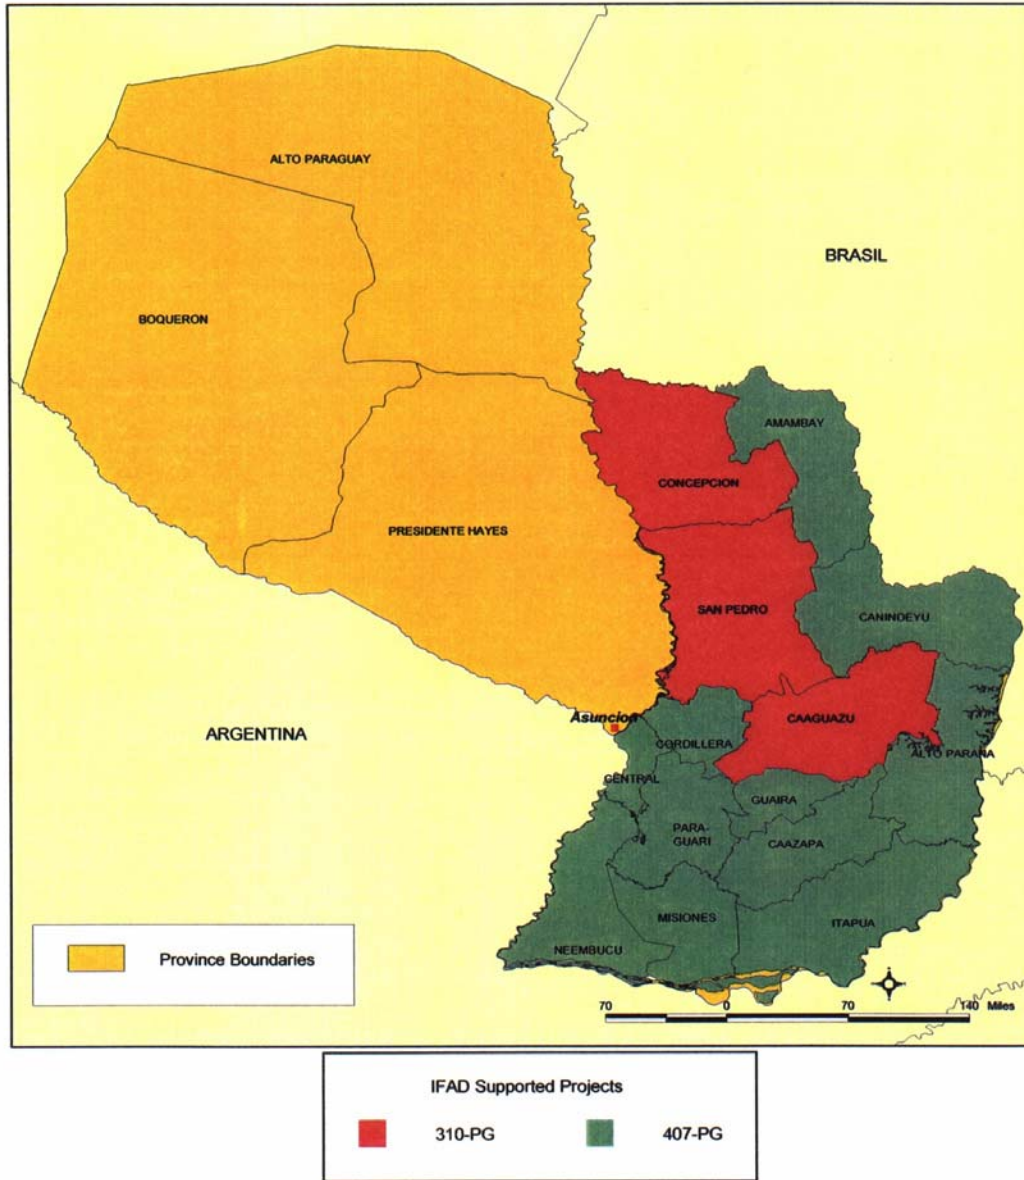 ALTO PARAGUAY
BRASIL
BOQUERON
AMAMBAY
CONCEPCION
PRESIDENTE HAYES
SAN PEDRO
CANINDEYU
Asuncion
CAAGUAZU
ARGENTINA
CORDILLERA
ALTO PARANA
CENTRAL
GUAIRA
PARA-
GUARI
CAAZAPA
MISIONES
ITAPUA
NEEMBUCU
Province Boundaries
70 0 70 140 Miles
IFAD Supported Projects
310-PG 407-PG